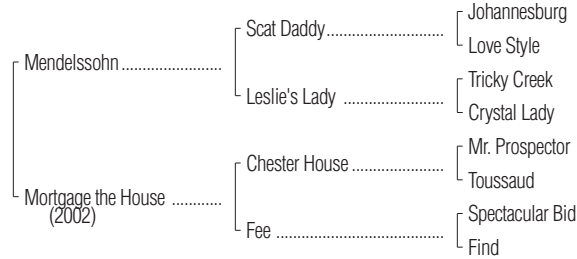 Johannesburg
Scat Daddy........................
Love Style
Mendelssohn.......................
Tricky Creek
Leslie's Lady .......................
Crystal Lady
Mr. Prospector
Chester House .....................
Toussaud
Mortgage the House ............
(2002)
Spectacular Bid
Fee ......................................
Find